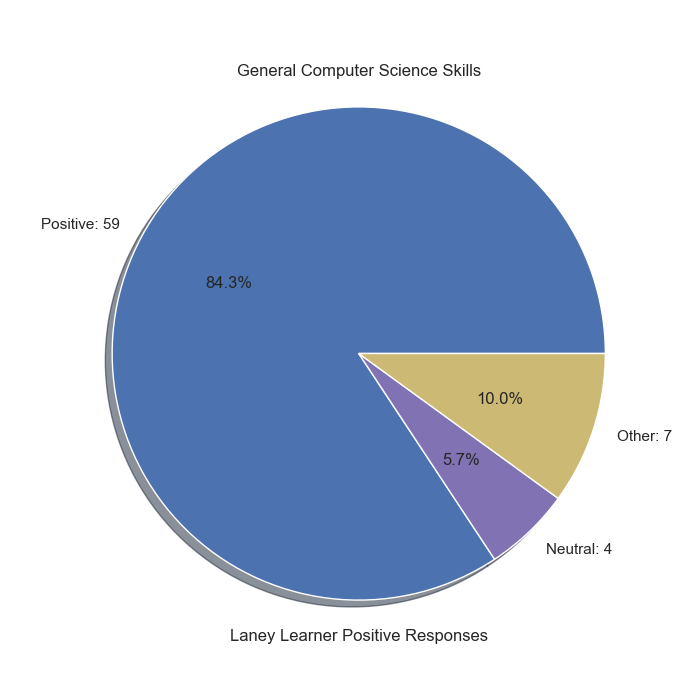 General Computer Science Skills
Positive: 59
84.3%
10.0%
Other: 7
5.7%
Neutral: 4
Laney Learner Positive Responses